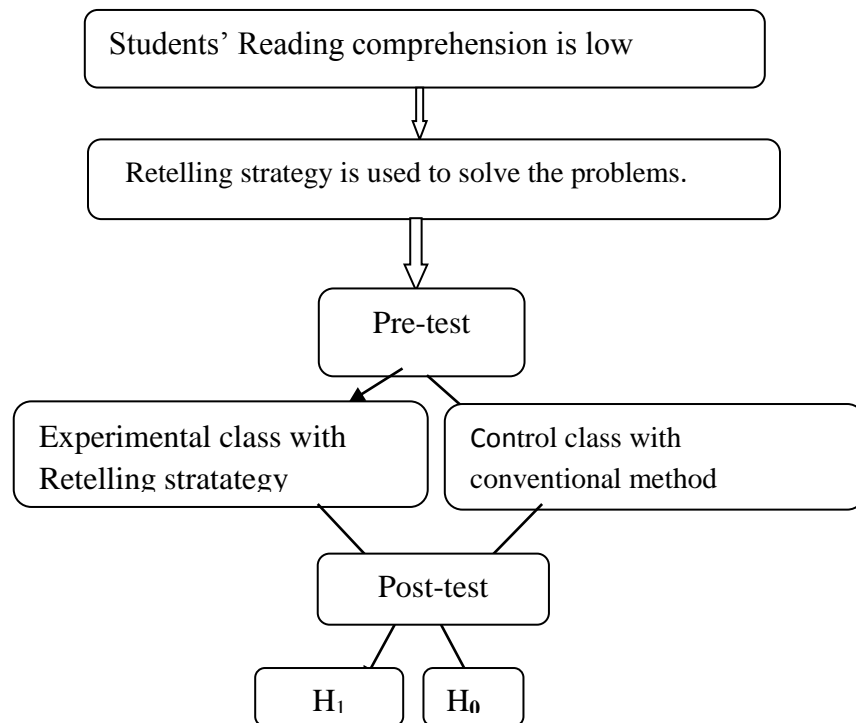 Students’ Reading comprehension is low
Retelling strategy is used to solve the problems.
Pre-test
Experimental class with
Retelling stratategy
Control class with
conventional method
Post-test
H₁
H₀